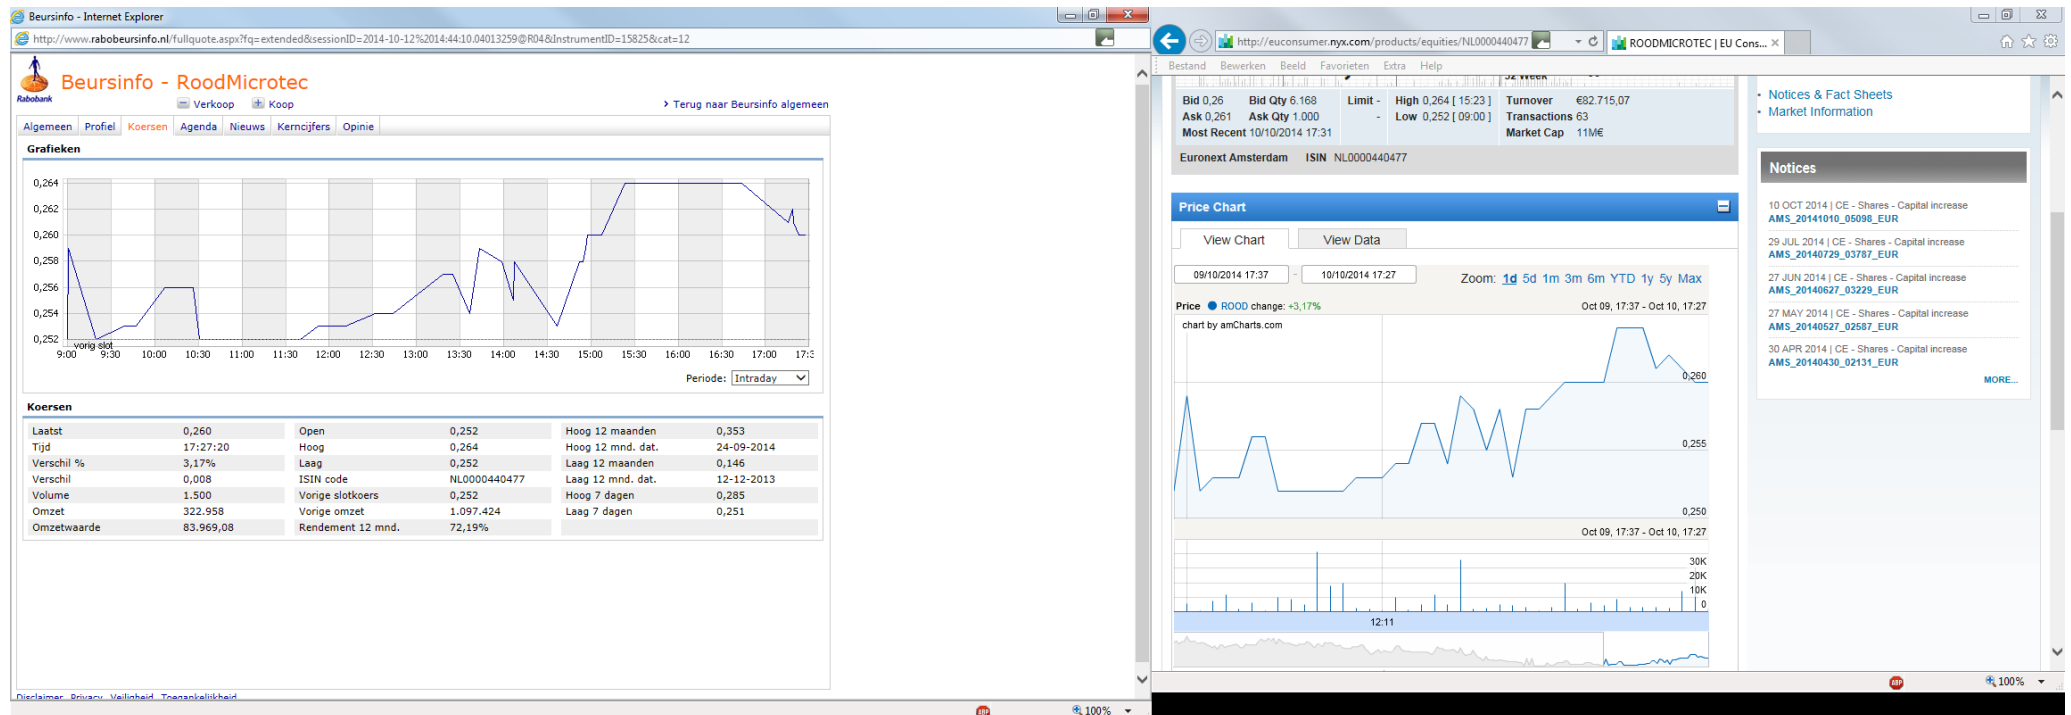 Beursinfo - Internet Explorer
http://www.rabobeursinfo.nl/fullquote.aspx?fq=extended&sessionID=2014-10-12%2014:44:10.04013259@R04&InstrumentID=15825&cat=12
Rabobank
Beursinfo - RoodMicrotec
Verkoop Koop
Terug naar Beursinfo algemeen
Algemeen Profiel Koersen Agenda Nieuws Kerncijfers Opinie
Grafieken
0,264
0,262
0,260
0,258
0,256
0,254
0,252
vorig slot
9:00 9:30 10:00 10:30 11:00 11:30 12:00 12:30 13:00 13:30 14:00 14:30 15:00 15:30 16:00 16:30 17:00 17:3
Periode: Intraday
Koersen
Laatst 0,260 Open 0,252 Hoog 12 maanden 0,353
Tijd 17:27:20 Hoog 0,264 Hoog 12 mnd. dat. 24-09-2014
Verschil % 3,17% Laag 0,252 Laag 12 maanden 0,146
Verschil 0,008 ISIN code NL0000440477 Laag 12 mnd. dat. 12-12-2013
Volume 1.500 Vorige slotkoers 0,252 Hoog 7 dagen 0,285
Omzet 322.958 Vorige omzet 1.097.424 Laag 7 dagen 0,251
Omzetwaarde 83.969,08 Rendement 12 mnd. 72,19%
Disclaimer Privacy Veiligheid Toegankelijkheid
ABP
100%
http://euconsumer.nyx.com/products/equities/NL0000440477
ROODMICROTEC | EU Cons...
Bestand Bewerken Beeld Favorieten Extra Help
52 Week
Bid 0,26 Bid Qty 6.168 Limit - High 0,264 [ 15:23 ] Turnover €82.715,07
Ask 0,261 Ask Qty 1.000 - Low 0,252 [ 09:00 ] Transactions 63
Most Recent 10/10/2014 17:31 Market Cap 11M€
Euronext Amsterdam ISIN NL0000440477
Price Chart
View Chart View Data
09/10/2014 17:37 - 10/10/2014 17:27 Zoom: 1d 5d 1m 3m 6m YTD 1y 5y Max
Price ROOD change: +3,17% Oct 09, 17:37 - Oct 10, 17:27
chart by amCharts.com
0,260
0,255
0,250
Oct 09, 17:37 - Oct 10, 17:27
30K
20K
10K
0
12:11
Notices & Fact Sheets
Market Information
Notices
10 OCT 2014 | CE - Shares - Capital increase
AMS_20141010_05098_EUR
29 JUL 2014 | CE - Shares - Capital increase
AMS_20140729_03787_EUR
27 JUN 2014 | CE - Shares - Capital increase
AMS_20140627_03229_EUR
27 MAY 2014 | CE - Shares - Capital increase
AMS_20140527_02587_EUR
30 APR 2014 | CE - Shares - Capital increase
AMS_20140430_02131_EUR
MORE...
ABP
100%